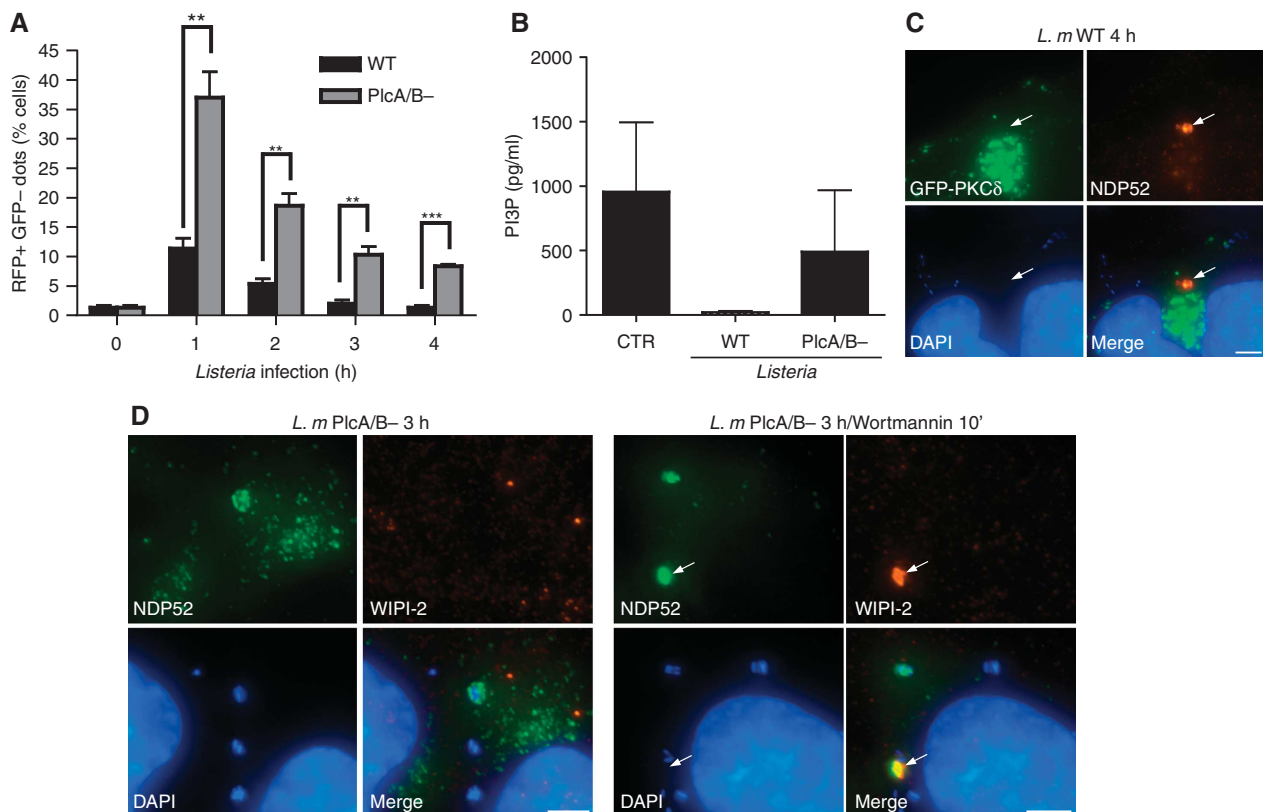 A
**
45
40
35
30
25
20
15
10
5
0
RFP+ GFP– dots (% cells)
WT
PlcA/B–
**
**
***
0 1 2 3 4
Listeria infection (h)
B
2000
1500
1000
500
0
PI3P (pg/ml)
CTR WT PlcA/B–
Listeria
C
L. m WT 4 h
GFP-PKCδ NDP52
DAPI Merge
D
L. m PlcA/B– 3 h
NDP52 WIPI-2
DAPI Merge
L. m PlcA/B– 3 h/Wortmannin 10'
NDP52 WIPI-2
DAPI Merge